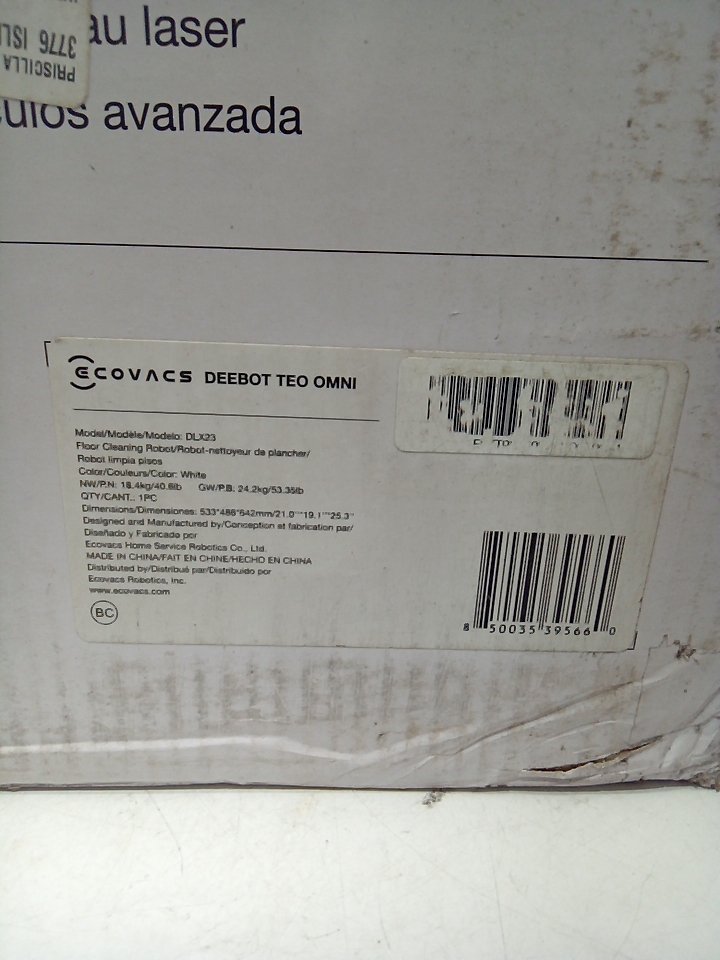 au laser
culos avanzada
PRISCILLA
3776 ISL
ECOVACS DEEBOT TEO OMNI
Model/Modèle/Modelo: DLX23
Floor Cleaning Robot/Robot-nettoyeur de plancher/
Robot limpia pisos
Color/Couleurs/Color: White
NW/P.N: 18.4kg/40.6lb GW/P.B: 24.2kg/53.35lb
QTY/CANT.: 1PC
Dimensions/Dimensiones: 533*486*642mm/21.0"*19.1"*25.3"
Designed and Manufactured by/Conception et fabrication par/
Diseñado y Fabricado por
Ecovacs Home Service Robotics Co., Ltd.
MADE IN CHINA/FAIT EN CHINE/HECHO EN CHINA
Distributed by/Distribué par/Distribuido por
Ecovacs Robotics, Inc.
www.ecovacs.com
BC
8 50035 39566 0